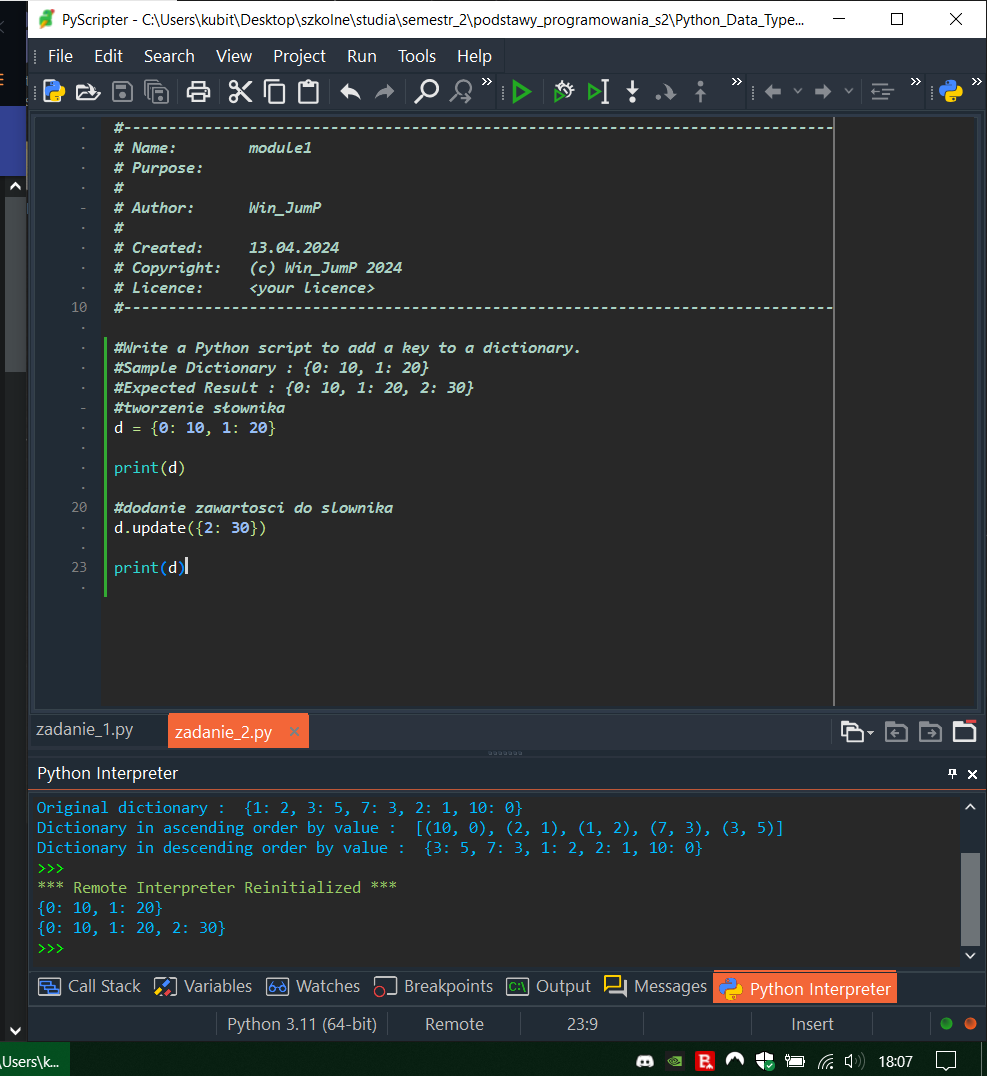 PyScripter - C:\Users\kubit\Desktop\szkolne\studia\semestr_2\podstawy_programowania_s2\Python_Data_Type...
File Edit Search View Project Run Tools Help
#-------------------------------------------------------------------------------
# Name: module1
# Purpose:
#
# Author: Win_JumP
#
# Created: 13.04.2024
# Copyright: (c) Win_JumP 2024
# Licence: <your licence>
10 #-------------------------------------------------------------------------------
#Write a Python script to add a key to a dictionary.
#Sample Dictionary : {0: 10, 1: 20}
#Expected Result : {0: 10, 1: 20, 2: 30}
#tworzenie słownika
d = {0: 10, 1: 20}
print(d)
20 #dodanie zawartosci do slownika
d.update({2: 30})
23 print(d)
zadanie_1.py zadanie_2.py ×
Python Interpreter
Original dictionary : {1: 2, 3: 5, 7: 3, 2: 1, 10: 0}
Dictionary in ascending order by value : [(10, 0), (2, 1), (1, 2), (7, 3), (3, 5)]
Dictionary in descending order by value : {3: 5, 7: 3, 1: 2, 2: 1, 10: 0}
>>>
*** Remote Interpreter Reinitialized ***
{0: 10, 1: 20}
{0: 10, 1: 20, 2: 30}
>>>
Call Stack Variables Watches Breakpoints C:\ Output Messages Python Interpreter
Python 3.11 (64-bit) Remote 23:9 Insert
\Users\k... 18:07